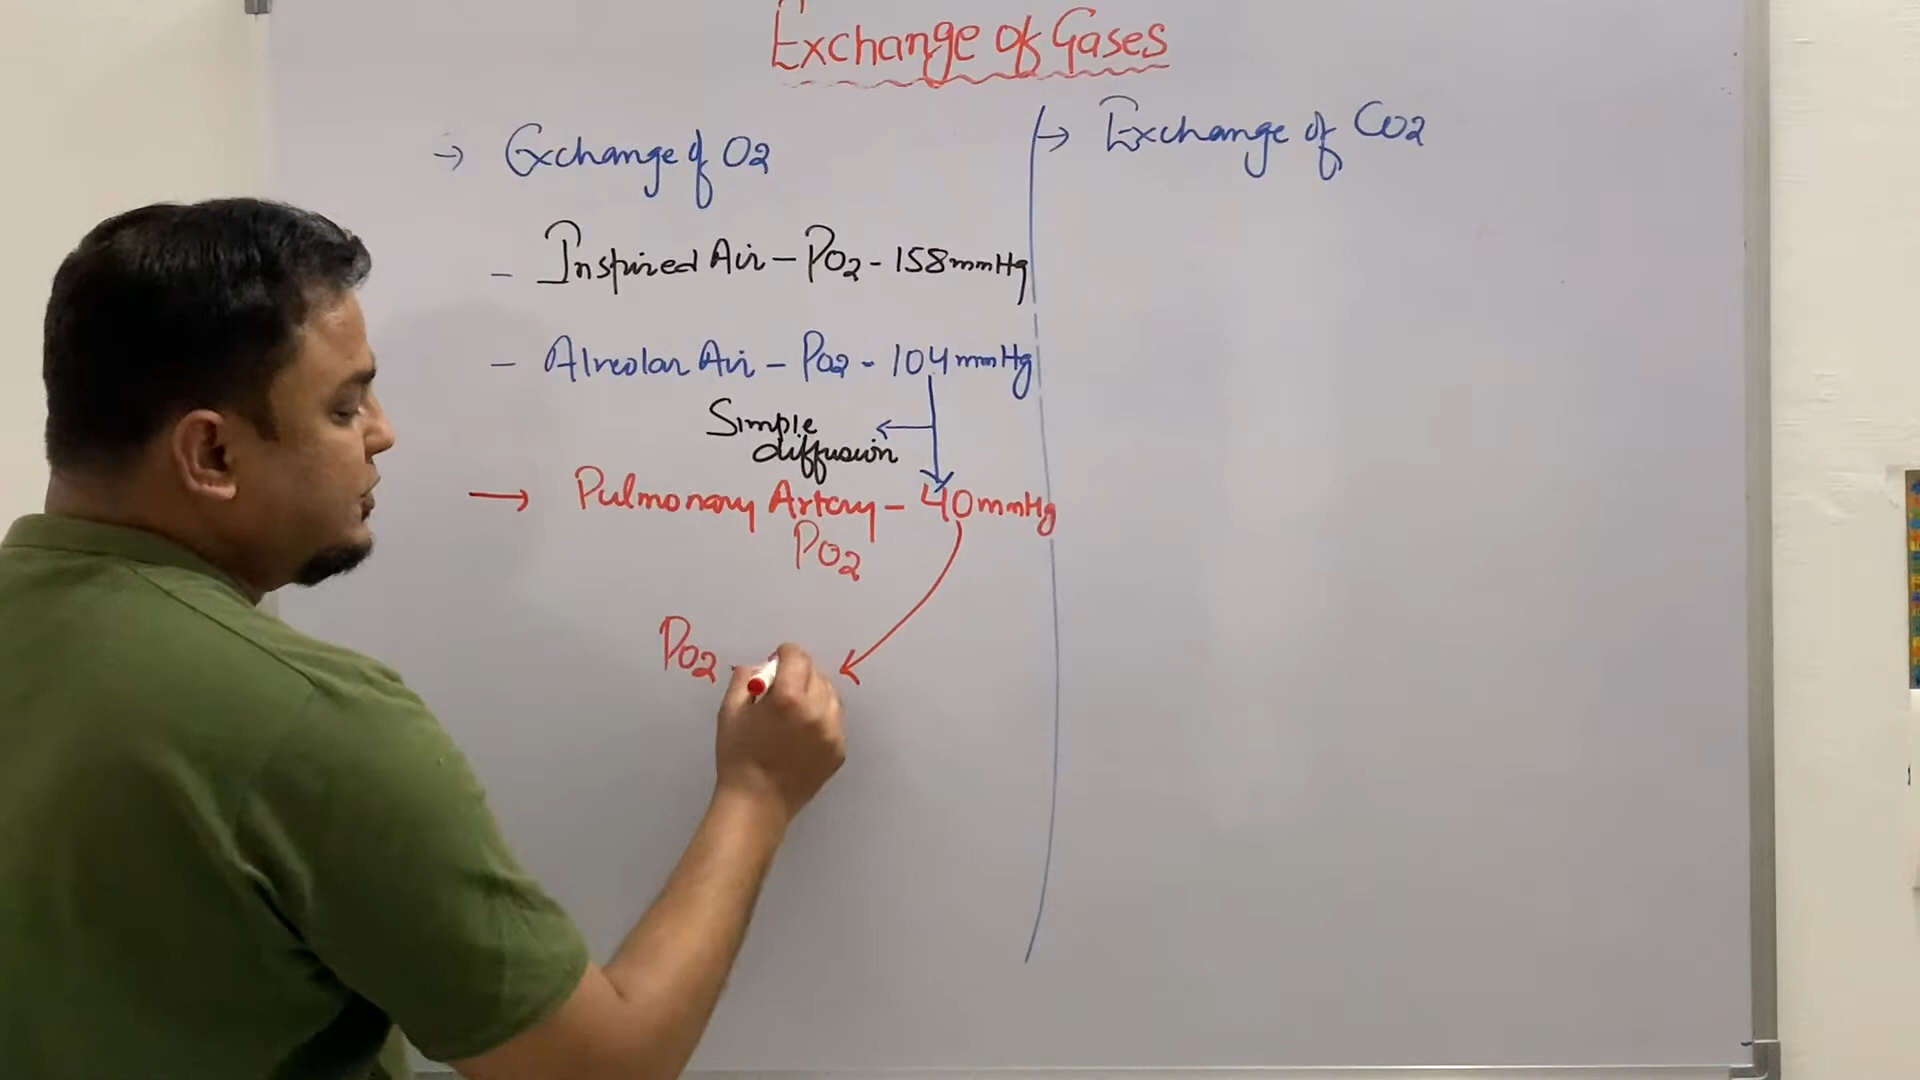 Exchange of Gases
→ Exchange of O2
→ Exchange of CO2
- Inspired Air - PO2 - 158mmHg
- Alveolar Air - PO2 - 104mmHg
Simple
diffusion
→ Pulmonary Artery - 40mmHg
PO2
PO2 -